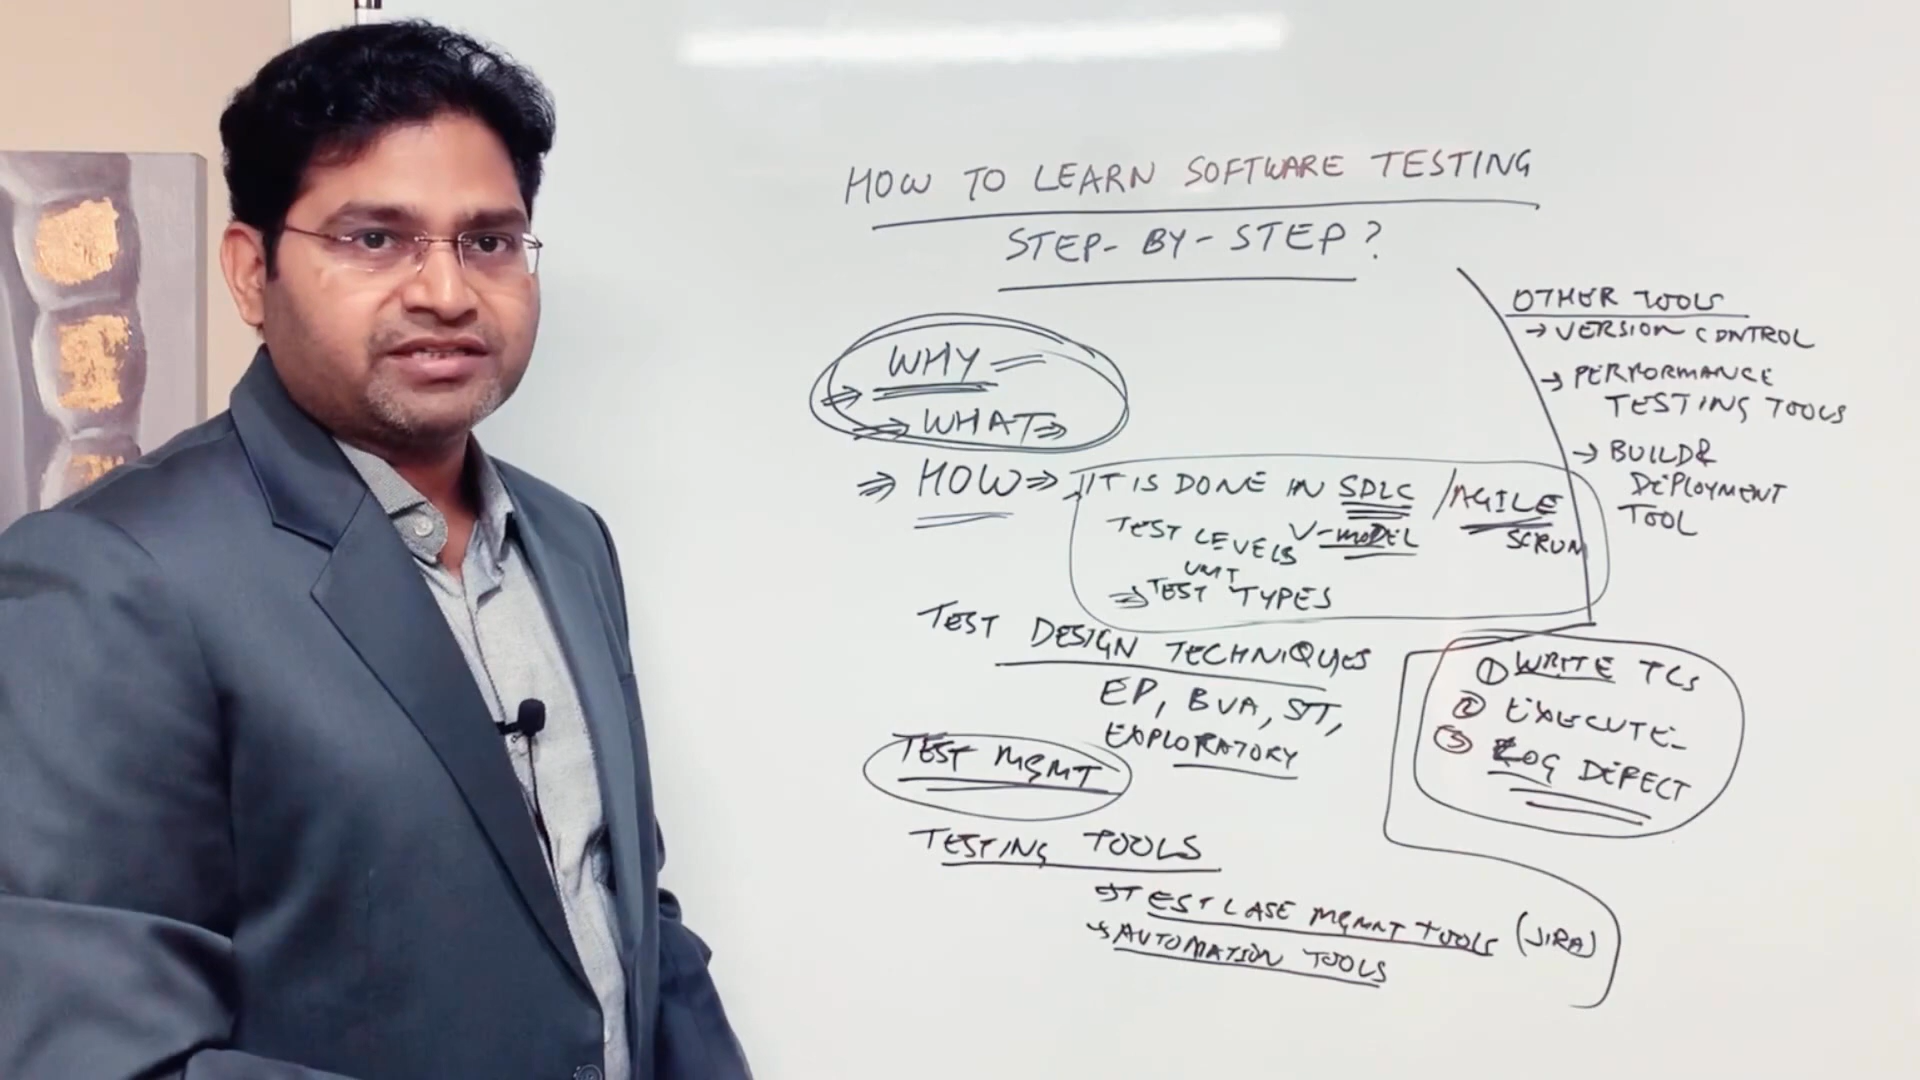 HOW TO LEARN SOFTWARE TESTING
STEP-BY-STEP?
WHY
WHAT
HOW
IT IS DONE IN SDLC / AGILE
TEST LEVELS V-MODEL SCRUM
TEST TYPES
TEST DESIGN TECHNIQUES
EP, BVA, ST,
EXPLORATORY
TEST MGMT
TESTING TOOLS
→ TEST CASE MGMNT TOOLS (JIRA)
→ AUTOMATION TOOLS
OTHER TOOLS
→ VERSION CONTROL
→ PERFORMANCE
TESTING TOOLS
→ BUILD &
DEPLOYMENT
TOOL
① WRITE TCs
② EXECUTE
③ LOG DEFECT